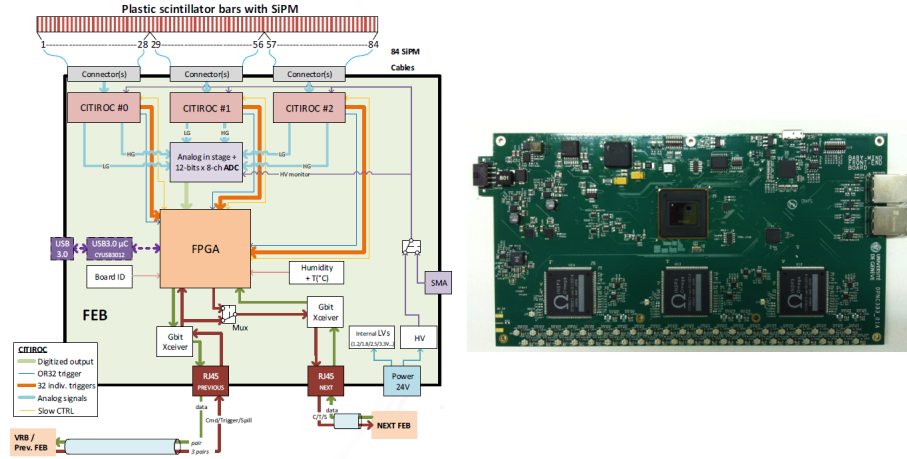 Plastic scintillator bars with SiPM
1 28 29 56 57 84
84 SiPM
Cables
Connector(s) Connector(s) Connector(s)
CITIROC #0 CITIROC #1 CITIROC #2
LG HG
HG HG
LG LG
Analog in stage +
12-bits x 8-ch ADC
HV monitor
FPGA
USB
3.0
USB3.0 µC
CYUSB3012
Board ID
Humidity
+ T(°C)
SMA
FEB
Mux
Gbit
Xceiver
Gbit
Xceiver
Internal LVs
(1.2/1.8/2.5/3.3V...)
HV
CITIROC
Digitized output
OR32 trigger
32 indiv. triggers
Analog signals
Slow CTRL
RJ45
PREVIOUS
RJ45
NEXT
Power
24V
data
Cmd/Trigger/Spill
data
C/T/S
NEXT FEB
VRB /
Prev. FEB
pair
3 pairs
BABY-MIND
FRONT-END
BOARD
UNIVERSITE
DE GENEVE